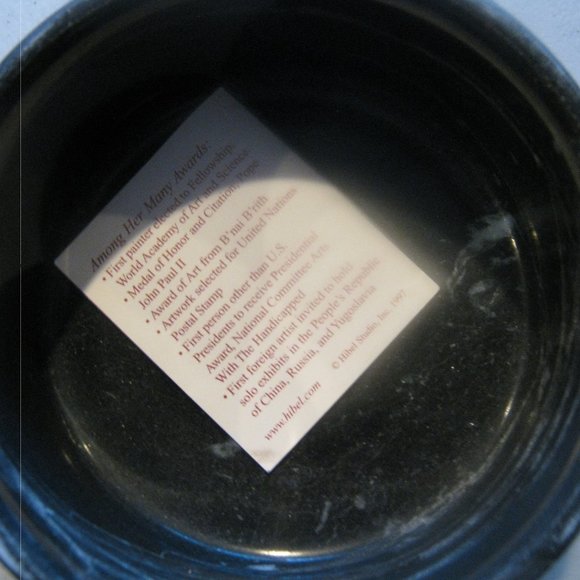 Among Her Many Awards:
• First painter elected to Fellowship,
World Academy of Art and Science
• Medal of Honor and Citation, Pope
John Paul II
• Award of Art from B'nai B'rith
• Artwork selected for United Nations
Postal Stamp
• First person other than U.S.
Presidents to receive Presidential
Award, National Committee Arts
With The Handicapped
• First foreign artist invited to hold
solo exhibits in the People's Republic
of China, Russia, and Yugoslavia
© Hibel Studio, Inc. 1997
www.hibel.com